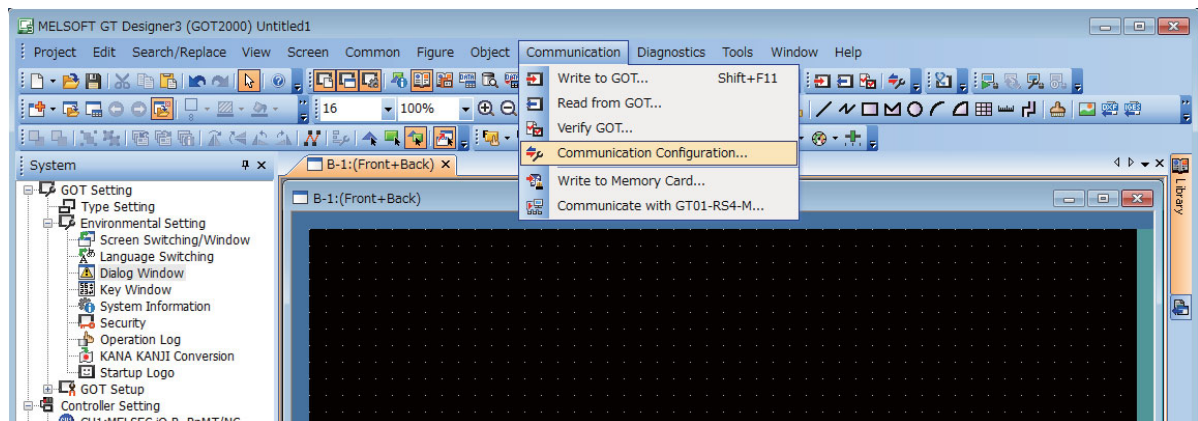 MELSOFT GT Designer3 (GOT2000) Untitled1
Project Edit Search/Replace View Screen Common Figure Object Communication Diagnostics Tools Window Help
Write to GOT... Shift+F11
Read from GOT...
Verify GOT...
Communication Configuration...
Write to Memory Card...
Communicate with GT01-RS4-M...
16 100%
System
B-1:(Front+Back)
B-1:(Front+Back)
Library
GOT Setting
Type Setting
Environmental Setting
Screen Switching/Window
Language Switching
Dialog Window
Key Window
System Information
Security
Operation Log
KANA KANJI Conversion
Startup Logo
GOT Setup
Controller Setting